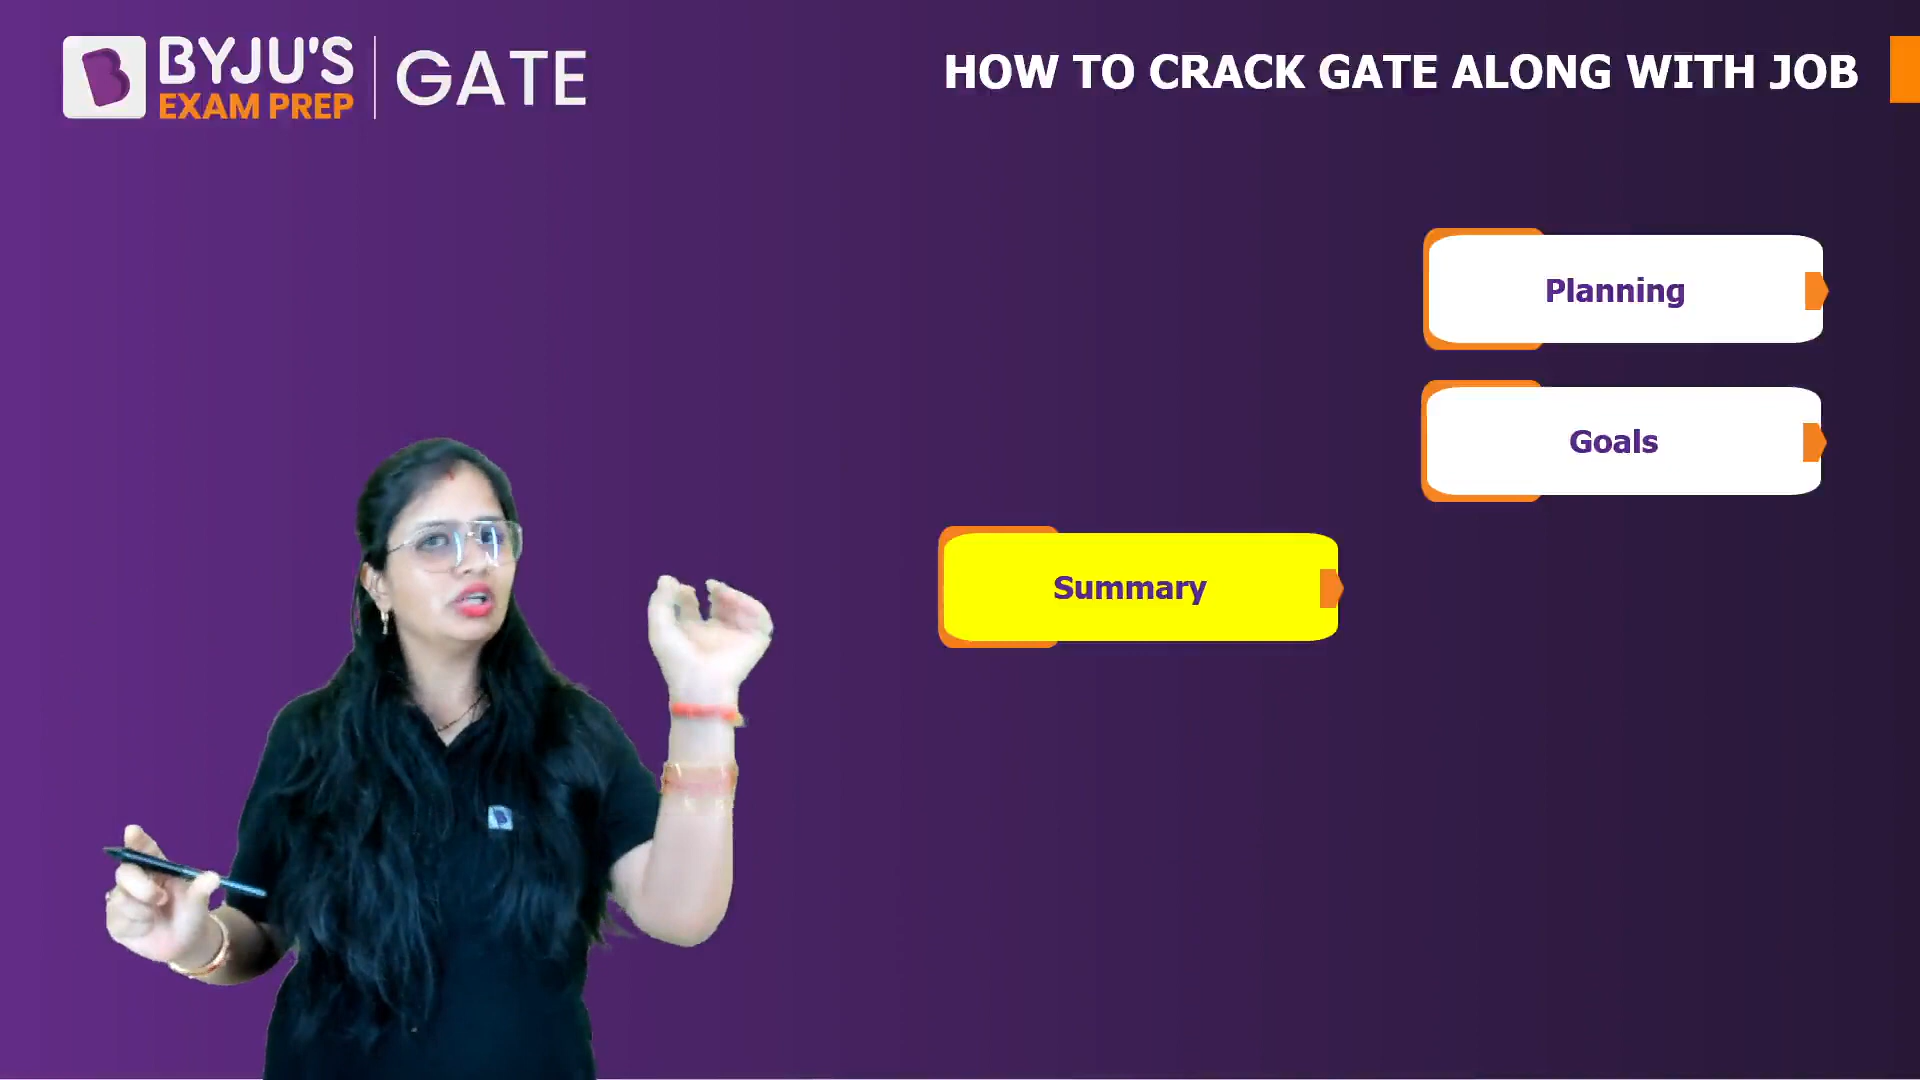 BYJU'S
EXAM PREP
GATE
HOW TO CRACK GATE ALONG WITH JOB
Planning
Goals
Summary